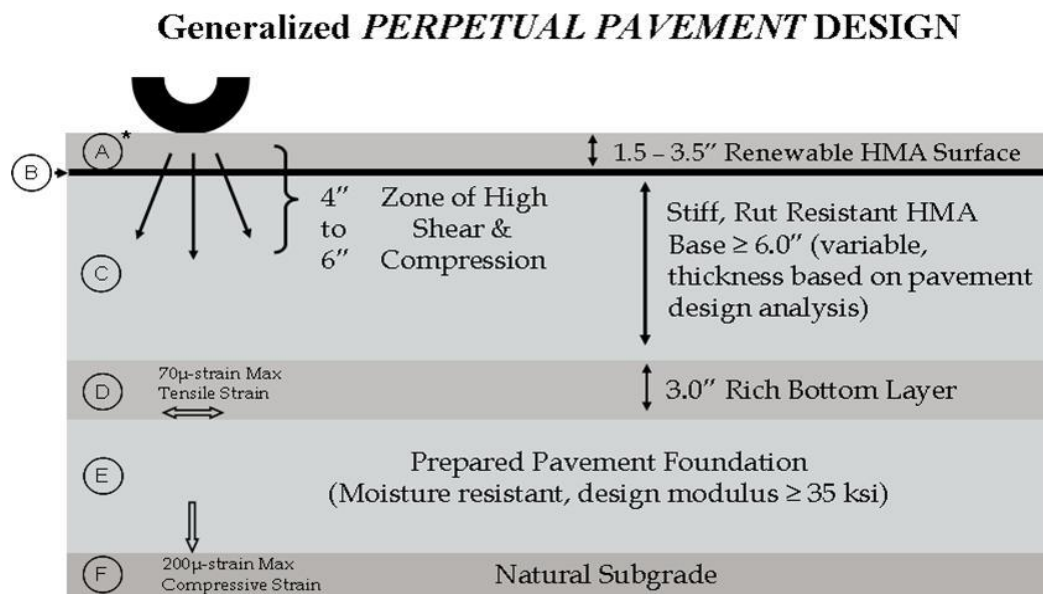 Generalized PERPETUAL PAVEMENT DESIGN
A*
1.5 – 3.5” Renewable HMA Surface
B
4” Zone of High
to Shear &
6” Compression
Stiff, Rut Resistant HMA
Base ≥ 6.0” (variable,
thickness based on pavement
design analysis)
C
70µ-strain Max
Tensile Strain
D
3.0” Rich Bottom Layer
E
Prepared Pavement Foundation
(Moisture resistant, design modulus ≥ 35 ksi)
F
200µ-strain Max
Compressive Strain
Natural Subgrade